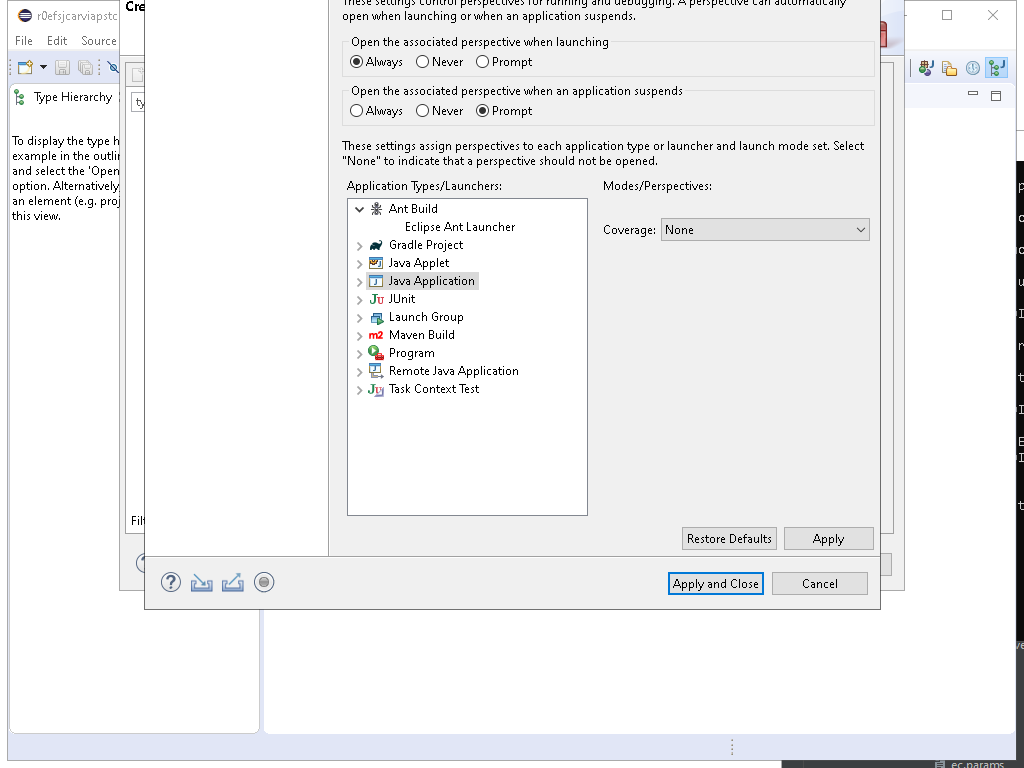 r0efsjcarviapstc
Cre
These settings control perspectives for running and debugging. A perspective can automatically
open when launching or when an application suspends.
File Edit Source
Open the associated perspective when launching
Always Never Prompt
Open the associated perspective when an application suspends
Always Never Prompt
Type Hierarchy
ty
To display the type h
example in the outlin
and select the 'Open
option. Alternatively
an element (e.g. proj
this view.
These settings assign perspectives to each application type or launcher and launch mode set. Select
"None" to indicate that a perspective should not be opened.
Application Types/Launchers:
Modes/Perspectives:
Ant Build
Eclipse Ant Launcher
Coverage: None
Gradle Project
Java Applet
Java Application
JUnit
Launch Group
Maven Build
Program
Remote Java Application
Task Context Test
Filt
Restore Defaults Apply
Apply and Close Cancel
ec.params